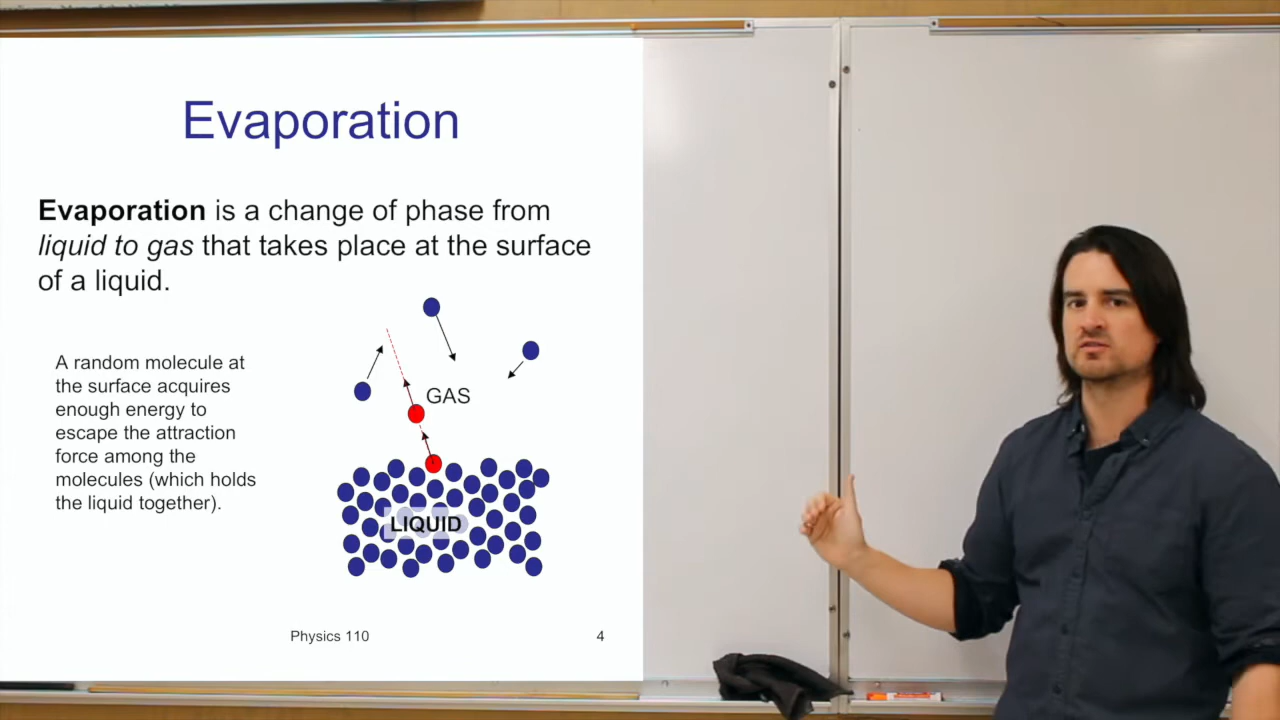 Evaporation
Evaporation is a change of phase from
liquid to gas that takes place at the surface
of a liquid.
A random molecule at
the surface acquires
enough energy to
escape the attraction
force among the
molecules (which holds
the liquid together).
GAS
LIQUID
Physics 110
4